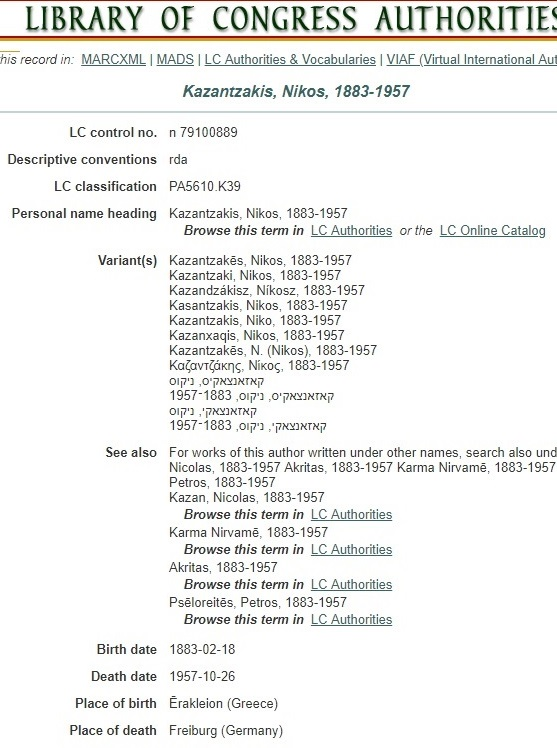 LIBRARY OF CONGRESS AUTHORITIES
his record in: MARCXML | MADS | LC Authorities & Vocabularies | VIAF (Virtual International Aut
Kazantzakis, Nikos, 1883-1957
LC control no. n 79100889
Descriptive conventions rda
LC classification PA5610.K39
Personal name heading Kazantzakis, Nikos, 1883-1957
Browse this term in LC Authorities or the LC Online Catalog
Variant(s) Kazantzakēs, Nikos, 1883-1957
Kazantzaki, Nikos, 1883-1957
Kazandzákisz, Níkosz, 1883-1957
Kasantzakis, Nikos, 1883-1957
Kazantzakis, Niko, 1883-1957
Kazanxaqis, Nikos, 1883-1957
Kazantzakēs, N. (Nikos), 1883-1957
Καζαντζάκης, Νίκος, 1883-1957
קאזאנצאקיס, ניקוס
קאזאנצאקיס, ניקוס, 1883־1957
קאזאנצאקי, ניקוס
קאזאנצאקי, ניקוס, 1883־1957
See also For works of this author written under other names, search also und
Nicolas, 1883-1957 Akritas, 1883-1957 Karma Nirvamē, 1883-1957
Petros, 1883-1957
Kazan, Nicolas, 1883-1957
Browse this term in LC Authorities
Karma Nirvamē, 1883-1957
Browse this term in LC Authorities
Akritas, 1883-1957
Browse this term in LC Authorities
Psēloreitēs, Petros, 1883-1957
Browse this term in LC Authorities
Birth date 1883-02-18
Death date 1957-10-26
Place of birth Ērakleion (Greece)
Place of death Freiburg (Germany)